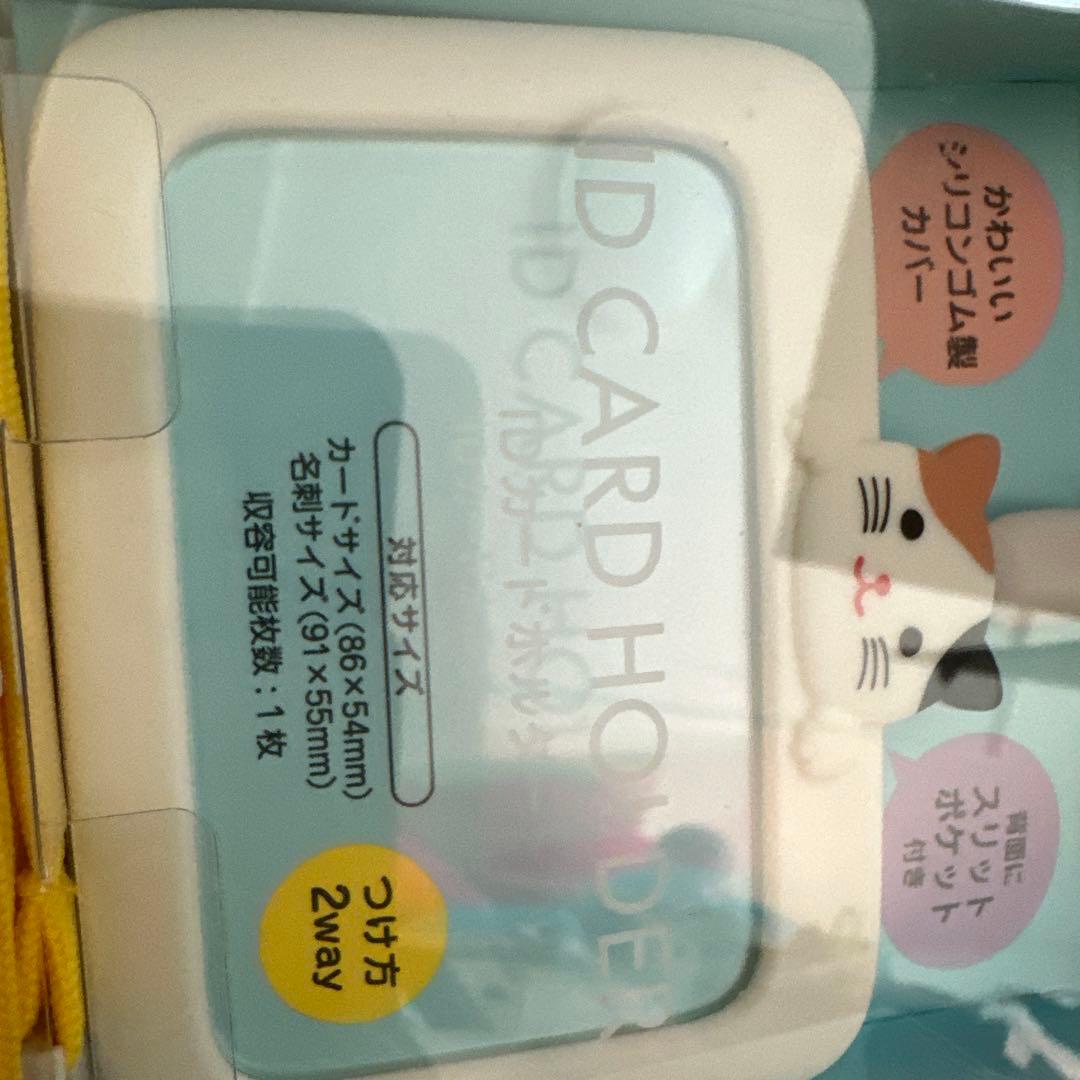 かわいい
シリコンゴム製
カバー
背面に
スリット
ポケット
付き
ID CARD HOLDER
IDカードホルダー
対応サイズ
カードサイズ(86×54mm)
名刺サイズ(91×55mm)
収容可能枚数:1枚
つけ方
2way